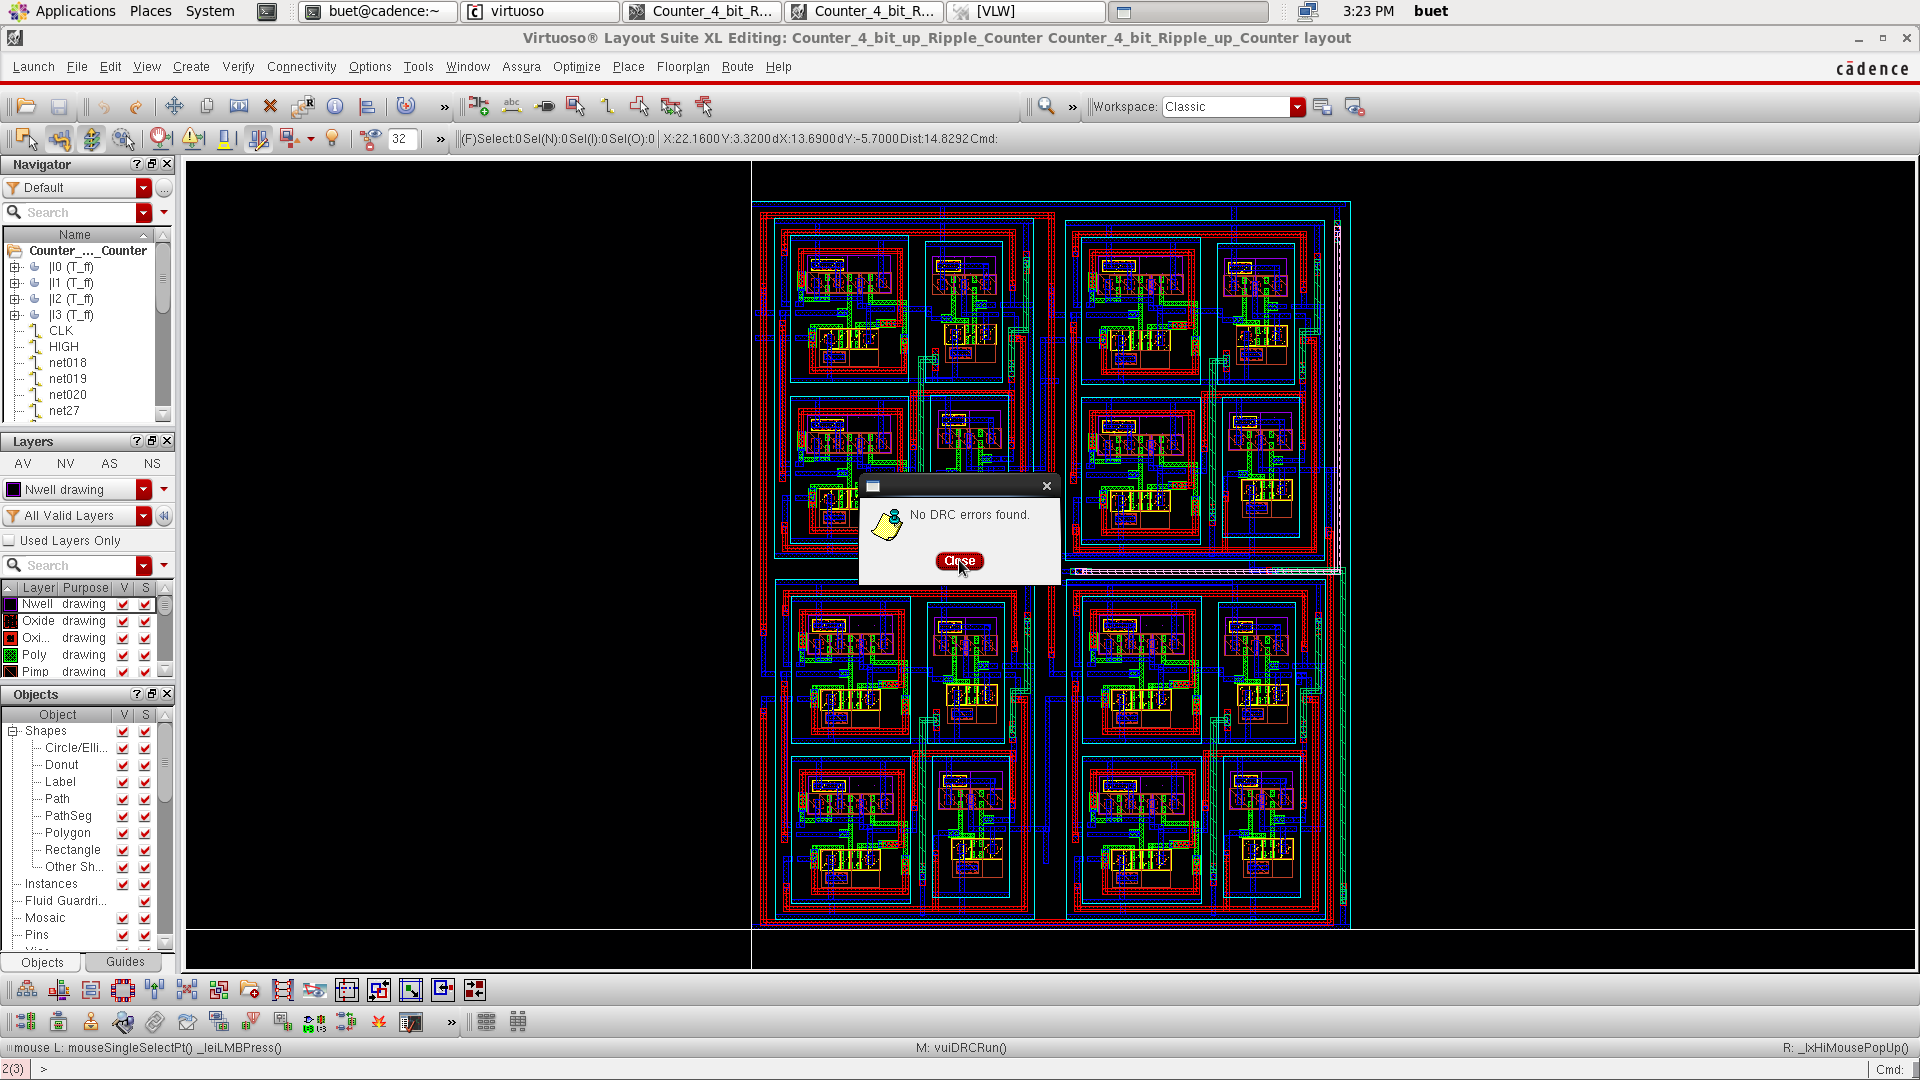 Applications Places System buet@cadence:~ virtuoso Counter_4_bit_R... Counter_4_bit_R... [VLW] 3:23 PM buet
Virtuoso® Layout Suite XL Editing: Counter_4_bit_up_Ripple_Counter Counter_4_bit_Ripple_up_Counter layout
Launch File Edit View Create Verify Connectivity Options Tools Window Assura Optimize Place Floorplan Route Help cādence
» abc » Workspace: Classic
32 » (F)Select:0 Sel(N):0 Sel(I):0 Sel(O):0 X:22.1600 Y:3.3200 dX:13.6900 dY:-5.7000 Dist:14.8292 Cmd:
Navigator
Default
Search
Name
Counter_..._Counter
|I0 (T_ff)
|I1 (T_ff)
|I2 (T_ff)
|I3 (T_ff)
CLK
HIGH
net018
net019
net020
net27
Layers
AV NV AS NS
Nwell drawing
All Valid Layers
Used Layers Only
Search
Layer Purpose V S
Nwell drawing
Oxide drawing
Oxi... drawing
Poly drawing
Pimp drawing
Objects
Object V S
Shapes
Circle/Elli...
Donut
Label
Path
PathSeg
Polygon
Rectangle
Other Sh...
Instances
Fluid Guardri...
Mosaic
Pins
Objects Guides
No DRC errors found.
Close
»
mouse L: mouseSingleSelectPt() _leiLMBPress() M: vuiDRCRun() R: _lxHiMousePopUp()
2(3) > Cmd: